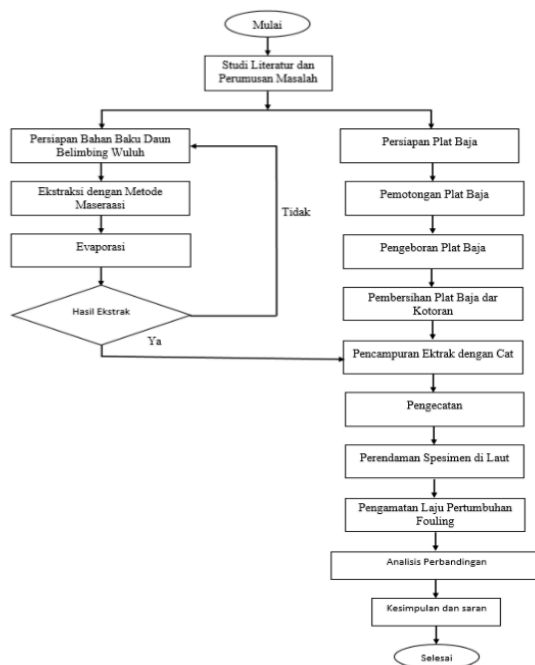 Mulai
Studi Literatur dan
Perumusan Masalah
Persiapan Bahan Baku Daun
Belimbing Wuluh
Ekstraksi dengan Metode
Maseraasi
Evaporasi
Hasil Ekstrak
Tidak
Ya
Persiapan Plat Baja
Pemotongan Plat Baja
Pengeboran Plat Baja
Pembersihan Plat Baja dar
Kotoran
Pencampuran Ektrak dengan Cat
Pengecatan
Perendaman Spesimen di Laut
Pengamatan Laju Pertumbuhan
Fouling
Analisis Perbandingan
Kesimpulan dan saran
Selesai